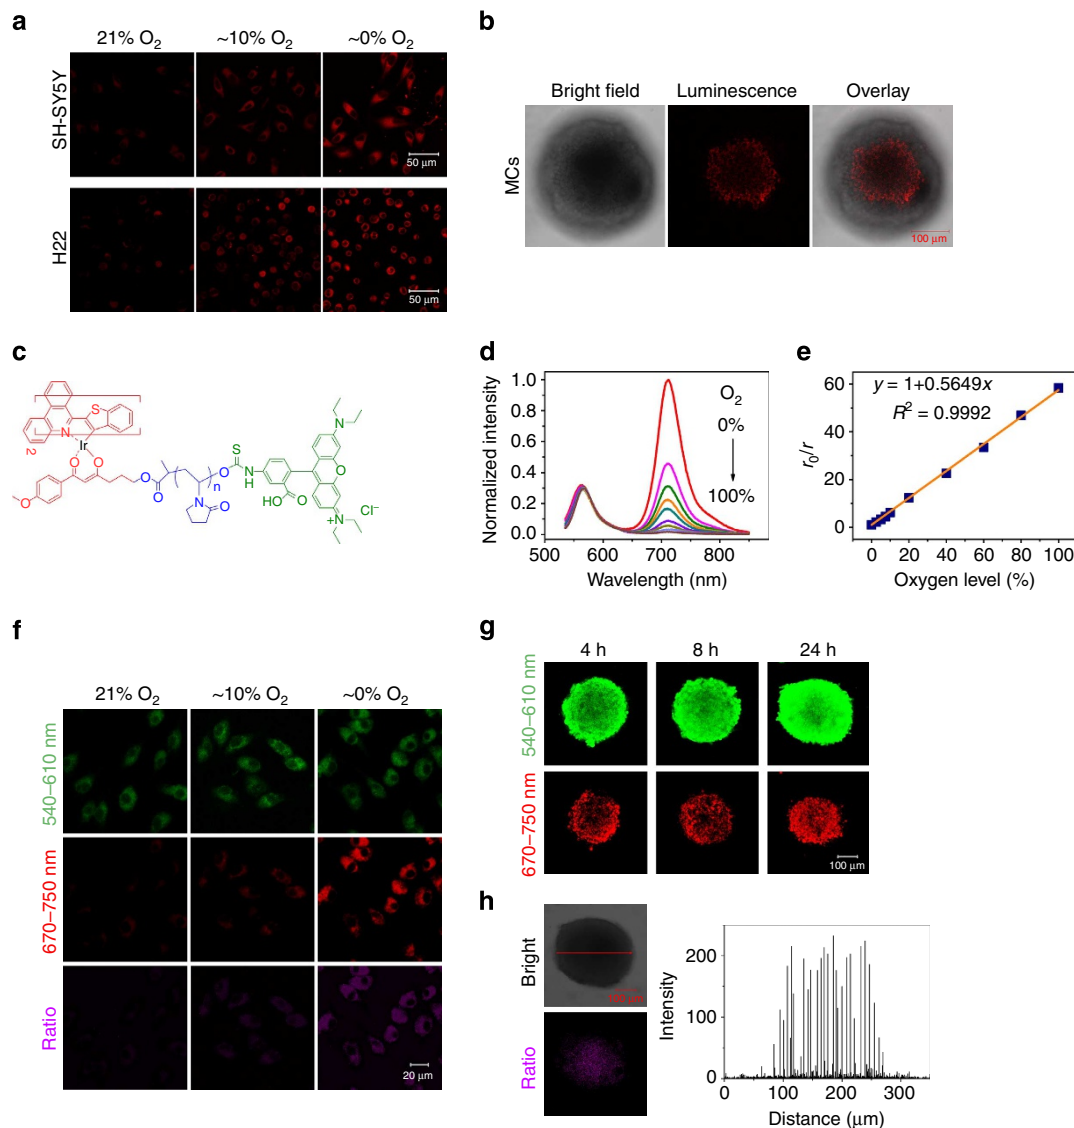 a
21% O₂ ~10% O₂ ~0% O₂
SH-SY5Y
50 μm
H22
50 μm
b
Bright field Luminescence Overlay
MCs
100 μm
c
S
N
2
Ir
O O
O
O
O
n
N
O
O
S
N
H
HO
O
N
O
N
+
Cl⁻
d
Normalized intensity
1.0
0.8
0.6
0.4
0.2
0.0
O₂
0%
100%
500 600 700 800
Wavelength (nm)
e
r₀/r
60
40
20
0
y = 1+0.5649x
R² = 0.9992
0 20 40 60 80 100
Oxygen level (%)
f
21% O₂ ~10% O₂ ~0% O₂
540–610 nm
670–750 nm
Ratio
20 μm
g
4 h 8 h 24 h
540–610 nm
670–750 nm
100 μm
h
Bright
100 μm
Ratio
Intensity
200
100
0
0 100 200 300
Distance (μm)